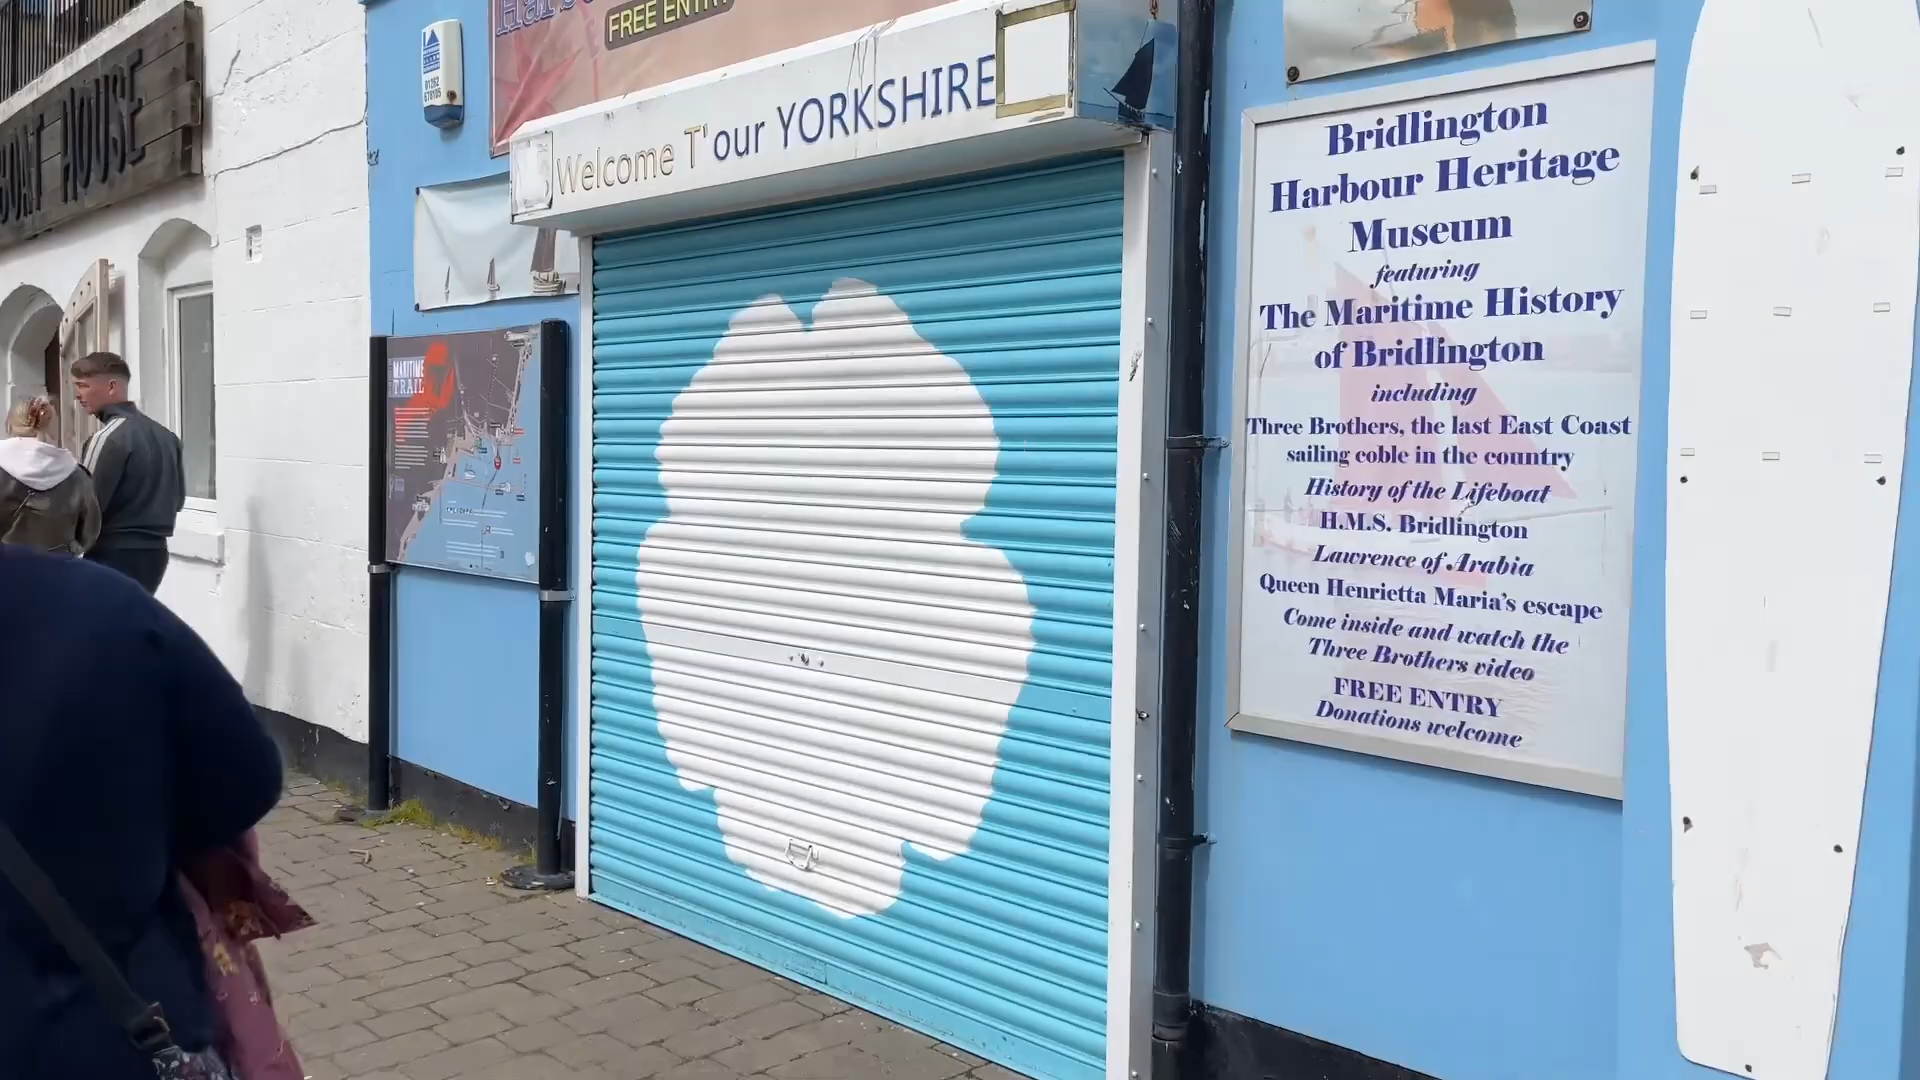 FREE ENTRY
Welcome T'our YORKSHIRE
HOUSE
01262
678105
MARITIME
TRAIL
Bridlington
Harbour Heritage
Museum
featuring
The Maritime History
of Bridlington
including
Three Brothers, the last East Coast
sailing coble in the country
History of the Lifeboat
H.M.S. Bridlington
Lawrence of Arabia
Queen Henrietta Maria's escape
Come inside and watch the
Three Brothers video
FREE ENTRY
Donations welcome